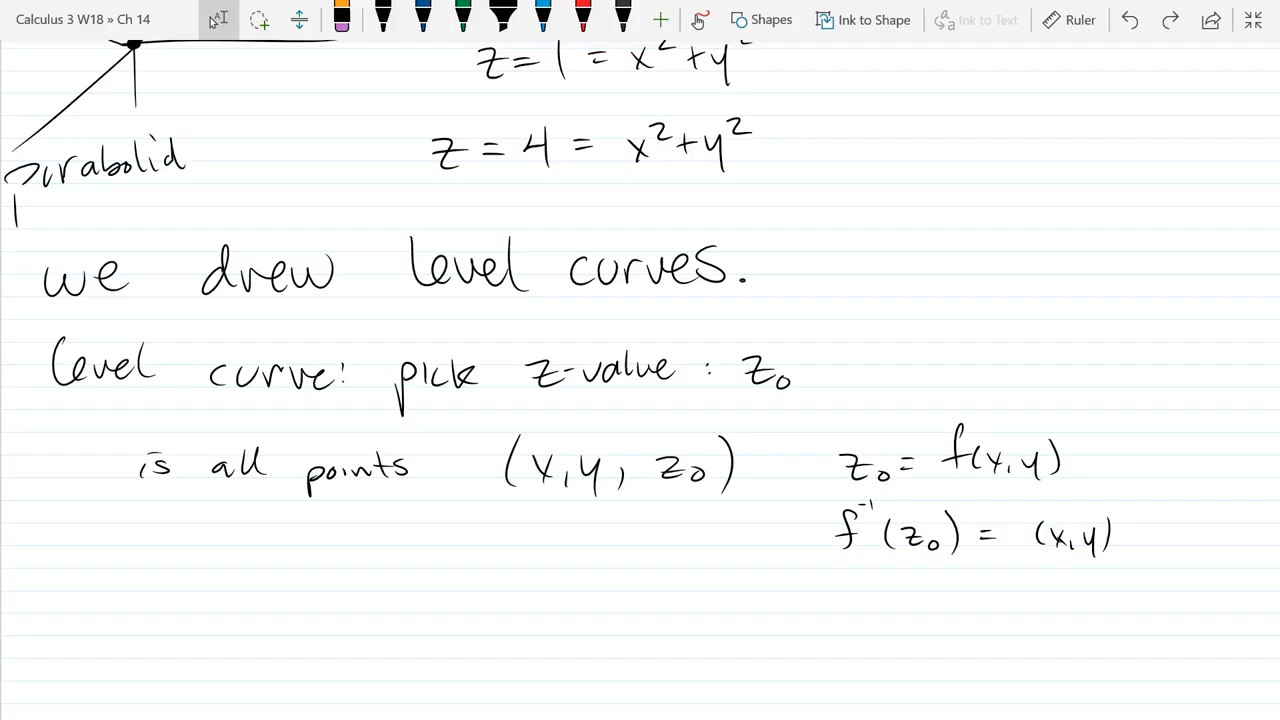 Calculus 3 W18 » Ch 14
Shapes
Ink to Shape
Ink to Text
Ruler
z = 1 = x²+y²
z = 4 = x²+y²
parabolid
we drew level curves.
level curve: pick z-value : z₀
is all points (x,y, z₀) z₀ = f(x,y)
f⁻¹(z₀) = (x,y)